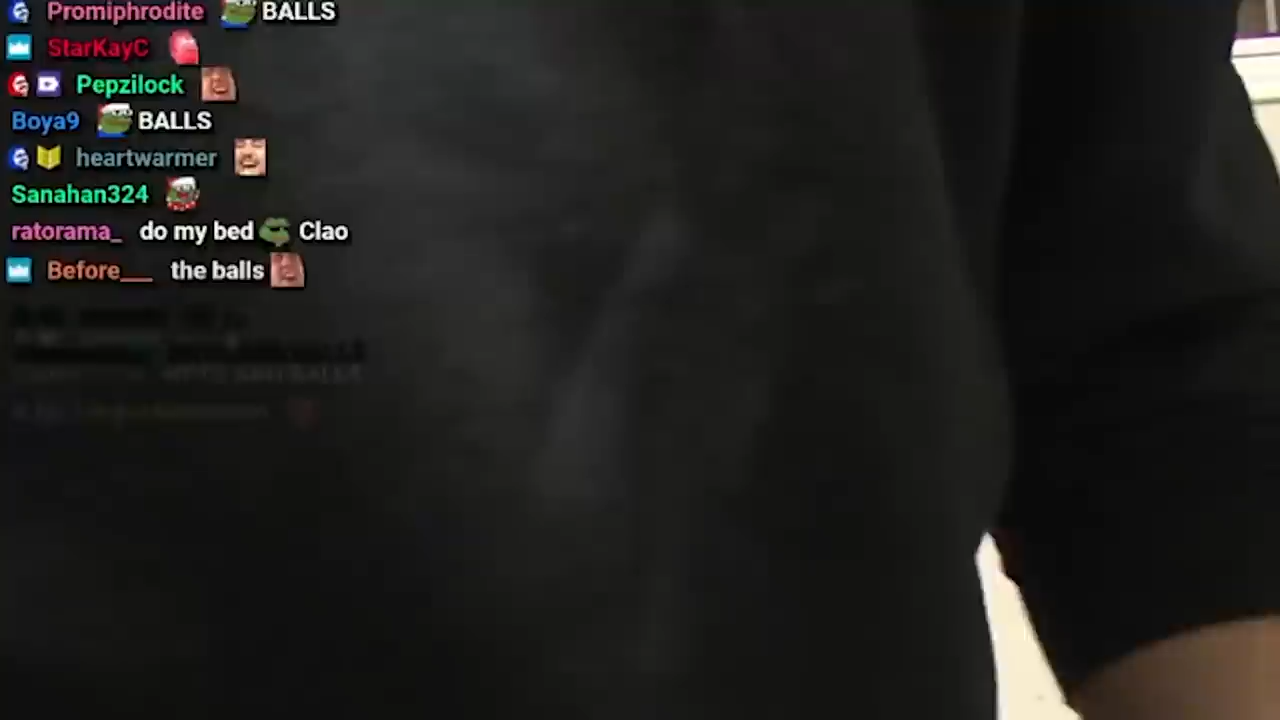 Promiphrodite BALLS
StarKayC
Pepzilock
Boya9 BALLS
heartwarmer
Sanahan324
ratorama_ do my bed Clao
Before___ the balls